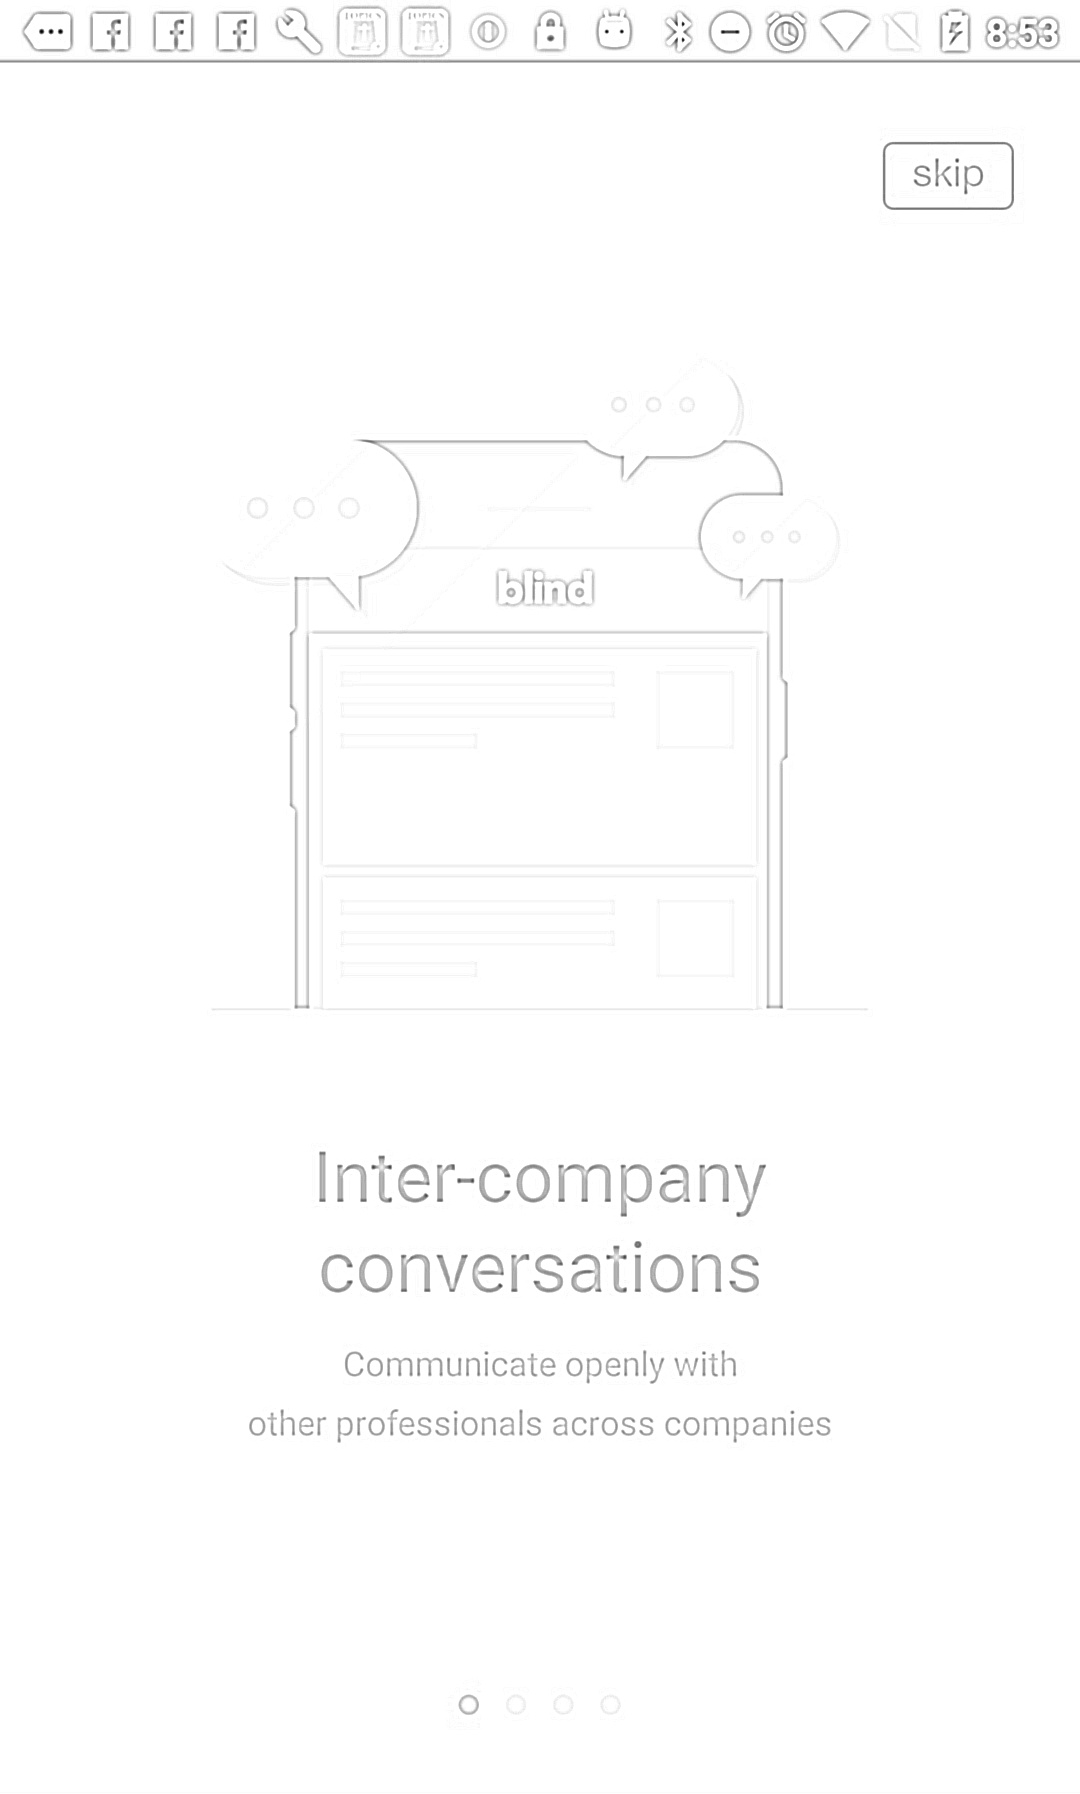 8:53
skip
blind
Inter-company
conversations
Communicate openly with
other professionals across companies